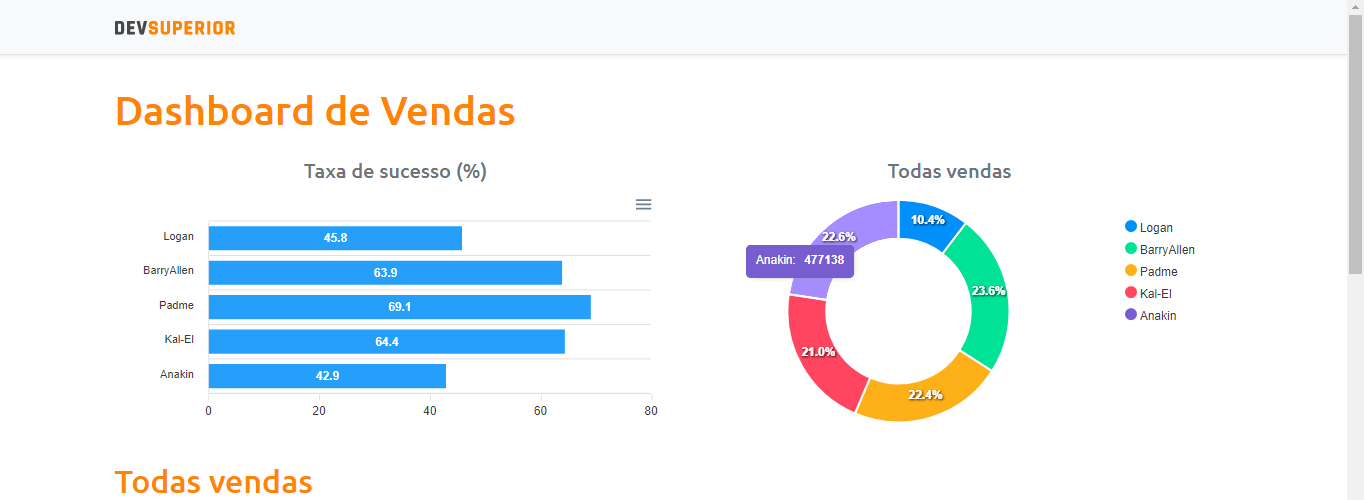 DEVSUPERIOR
Dashboard de Vendas
Taxa de sucesso (%)
Logan
45.8
BarryAllen
63.9
Padme
69.1
Kal-El
64.4
Anakin
42.9
0 20 40 60 80
Todas vendas
10.4%
22.6%
Anakin: 477138
23.6%
21.0%
22.4%
Logan
BarryAllen
Padme
Kal-El
Anakin
Todas vendas